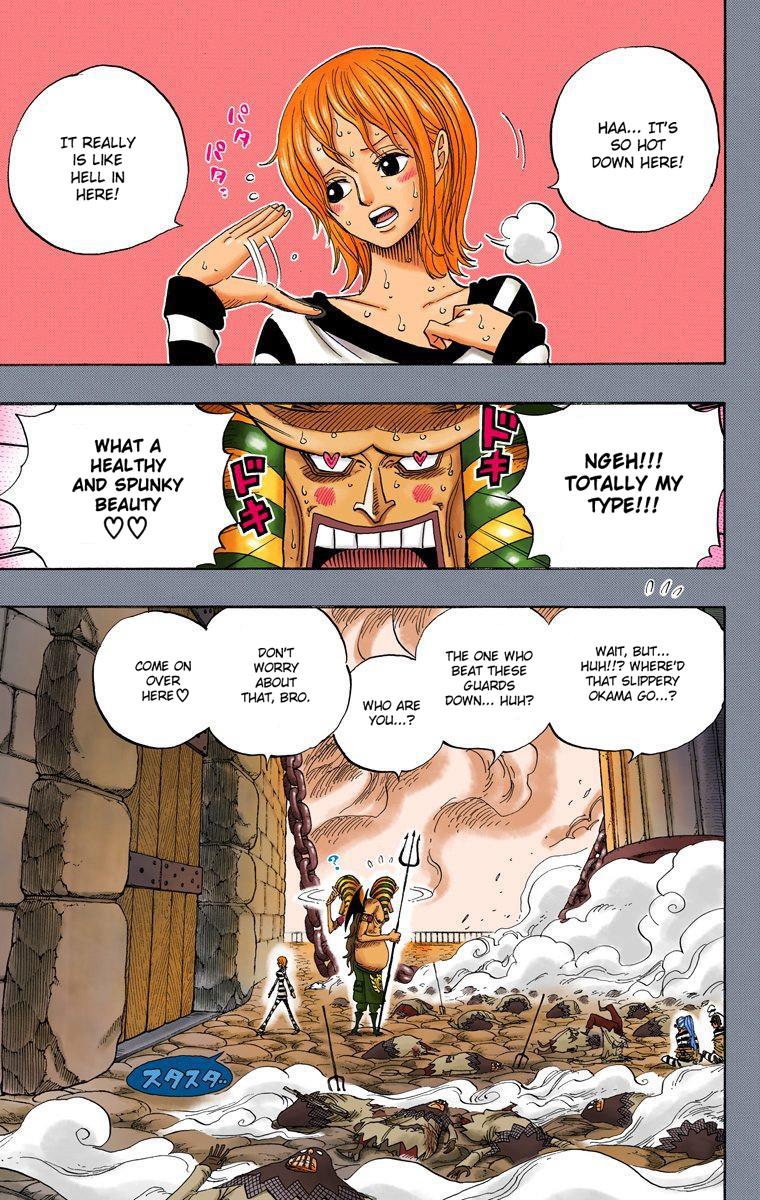 HAA... IT'S
SO HOT
DOWN HERE!
パタ
パタ
IT REALLY
IS LIKE
HELL IN
HERE!
NGEH!!!
TOTALLY MY
TYPE!!!
ドキ
ドキ
WHAT A
HEALTHY
AND SPUNKY
BEAUTY
♡♡
WAIT, BUT...
HUH!!? WHERE'D
THAT SLIPPERY
OKAMA GO...?
THE ONE WHO
BEAT THESE
GUARDS
DOWN... HUH?
WHO ARE
YOU...?
DON'T
WORRY
ABOUT
THAT, BRO.
COME ON
OVER
HERE♡
?
スタスタ..